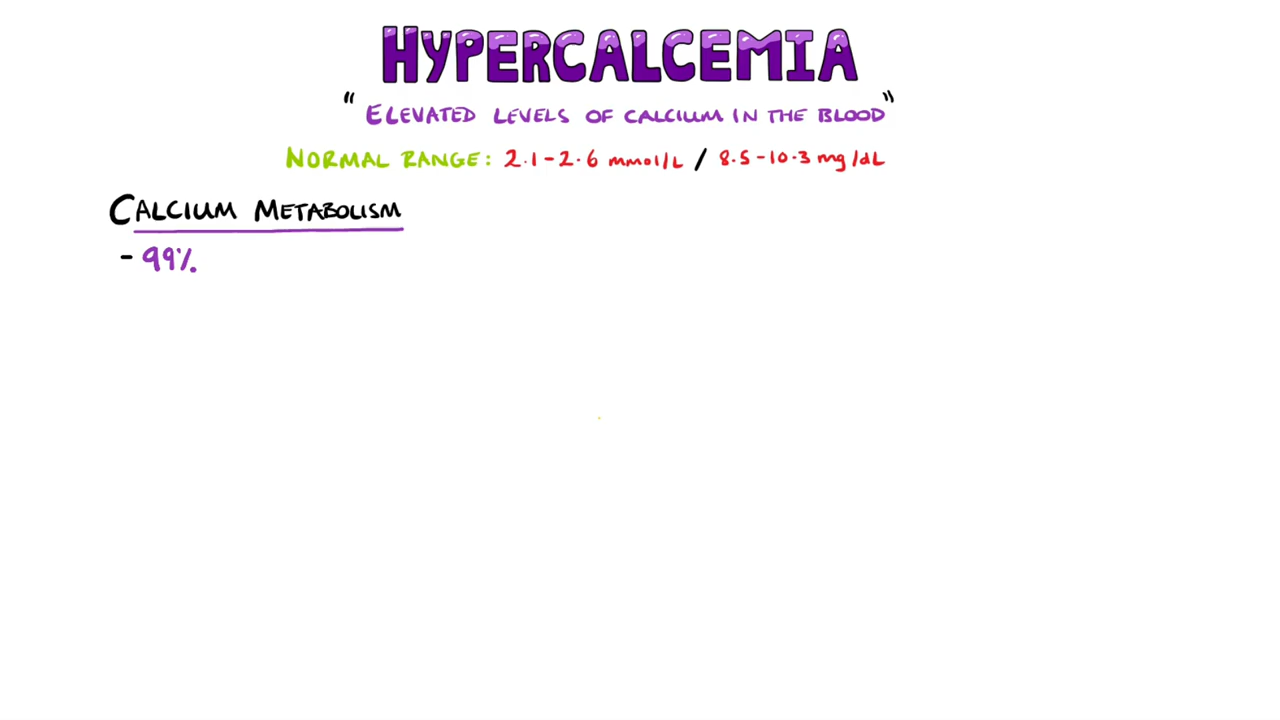 HYPERCALCEMIA
"ELEVATED LEVELS OF CALCIUM IN THE BLOOD"
NORMAL RANGE: 2.1-2.6 mmol/L / 8.5-10.3 mg/dL
CALCIUM METABOLISM
- 99%